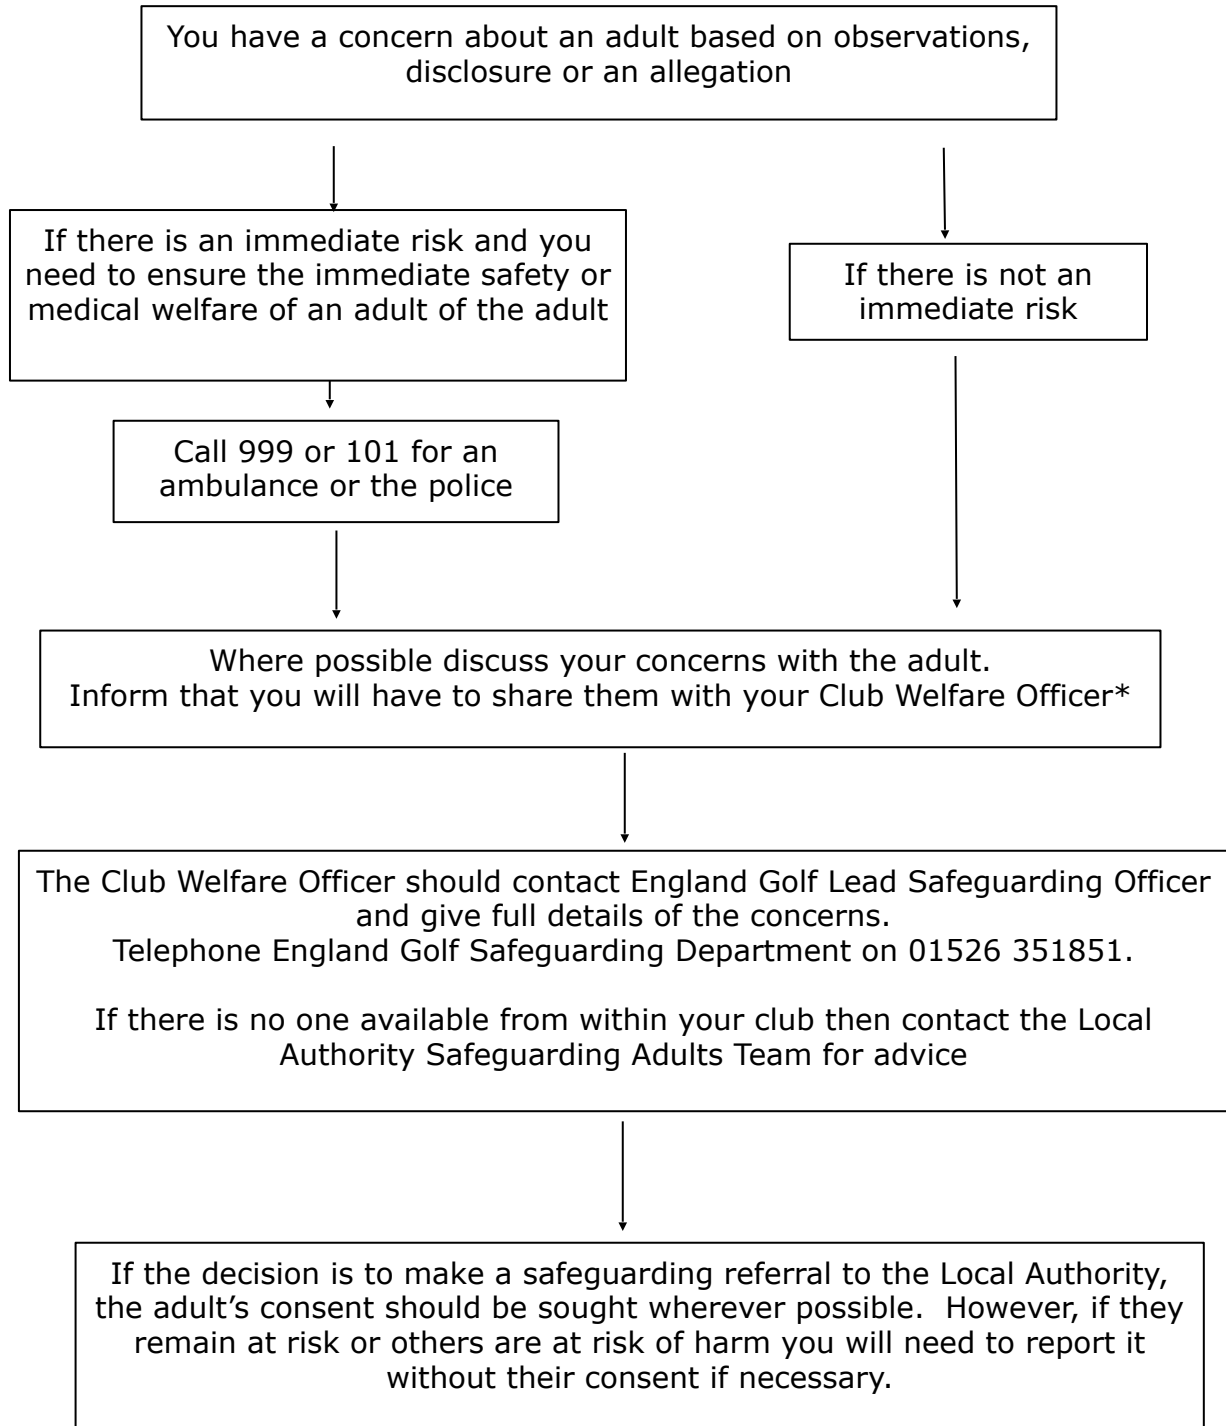 You have a concern about an adult based on observations,
disclosure or an allegation
If there is an immediate risk and you
need to ensure the immediate safety or
medical welfare of an adult of the adult
If there is not an
immediate risk
Call 999 or 101 for an
ambulance or the police
Where possible discuss your concerns with the adult.
Inform that you will have to share them with your Club Welfare Officer*
The Club Welfare Officer should contact England Golf Lead Safeguarding Officer
and give full details of the concerns.
Telephone England Golf Safeguarding Department on 01526 351851.
If there is no one available from within your club then contact the Local
Authority Safeguarding Adults Team for advice
If the decision is to make a safeguarding referral to the Local Authority,
the adult’s consent should be sought wherever possible.  However, if they
remain at risk or others are at risk of harm you will need to report it
without their consent if necessary.